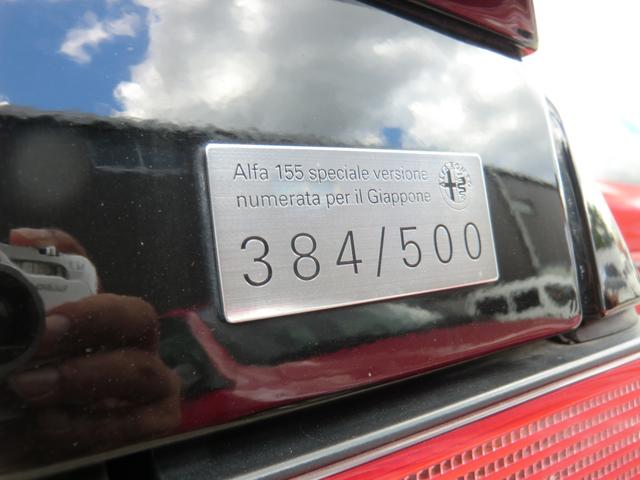 Alfa 155 speciale versione
numerata per il Giappone
384/500